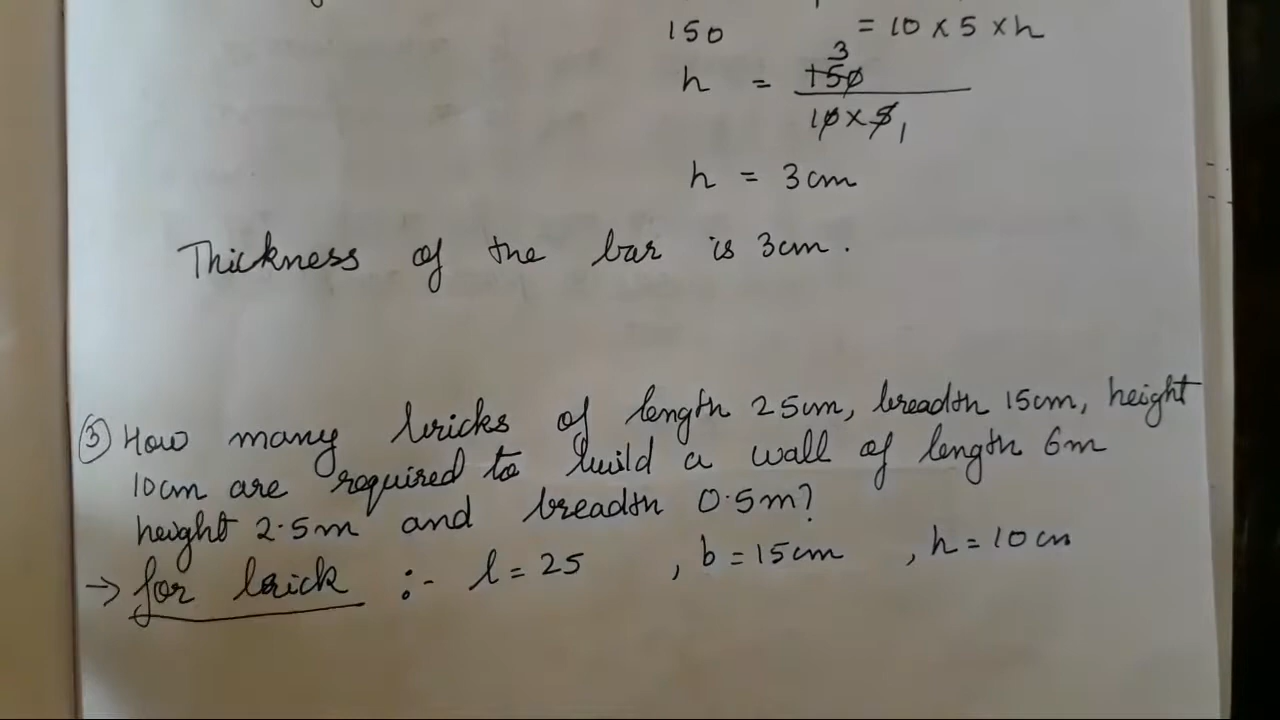 150 = 10 × 5 × h
3
h = 150
10 × 5 1
h = 3 cm
Thickness of the bar is 3cm.
③ How many bricks of length 25cm, breadth 15cm, height
10cm are required to build a wall of length 6m
height 2.5m and breadth 0.5m?
→ for brick :- l = 25 , b = 15cm , h = 10 cm